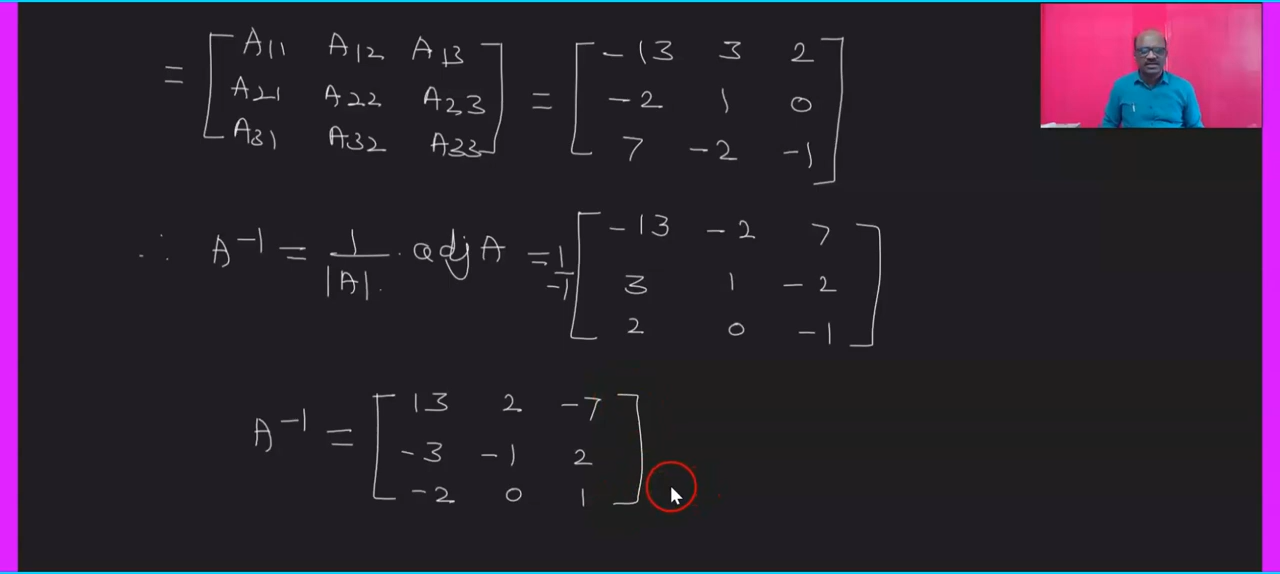 = [ A11 A12 A13 ] = [ -13 3 2 ]
[ A21 A22 A23 ] [ -2 1 0 ]
[ A31 A32 A33 ] [ 7 -2 -1 ]
∴ A^-1 = 1/|A| . adj A = 1/-1 [ -13 -2 7 ]
[ 3 1 -2 ]
[ 2 0 -1 ]
A^-1 = [ 13 2 -7 ]
[ -3 -1 2 ]
[ -2 0 1 ]